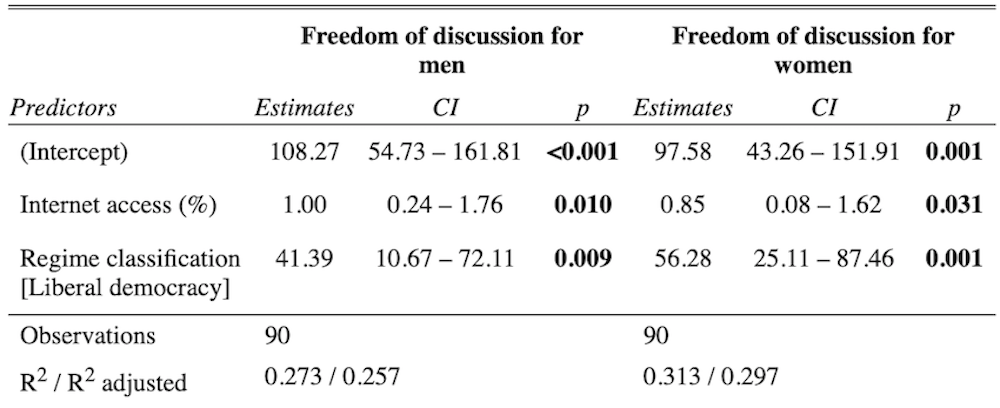 Freedom of discussion for men Freedom of discussion for women
Predictors Estimates CI p Estimates CI p
(Intercept) 108.27 54.73 – 161.81 <0.001 97.58 43.26 – 151.91 0.001
Internet access (%) 1.00 0.24 – 1.76 0.010 0.85 0.08 – 1.62 0.031
Regime classification [Liberal democracy] 41.39 10.67 – 72.11 0.009 56.28 25.11 – 87.46 0.001
Observations 90 90
R² / R² adjusted 0.273 / 0.257 0.313 / 0.297